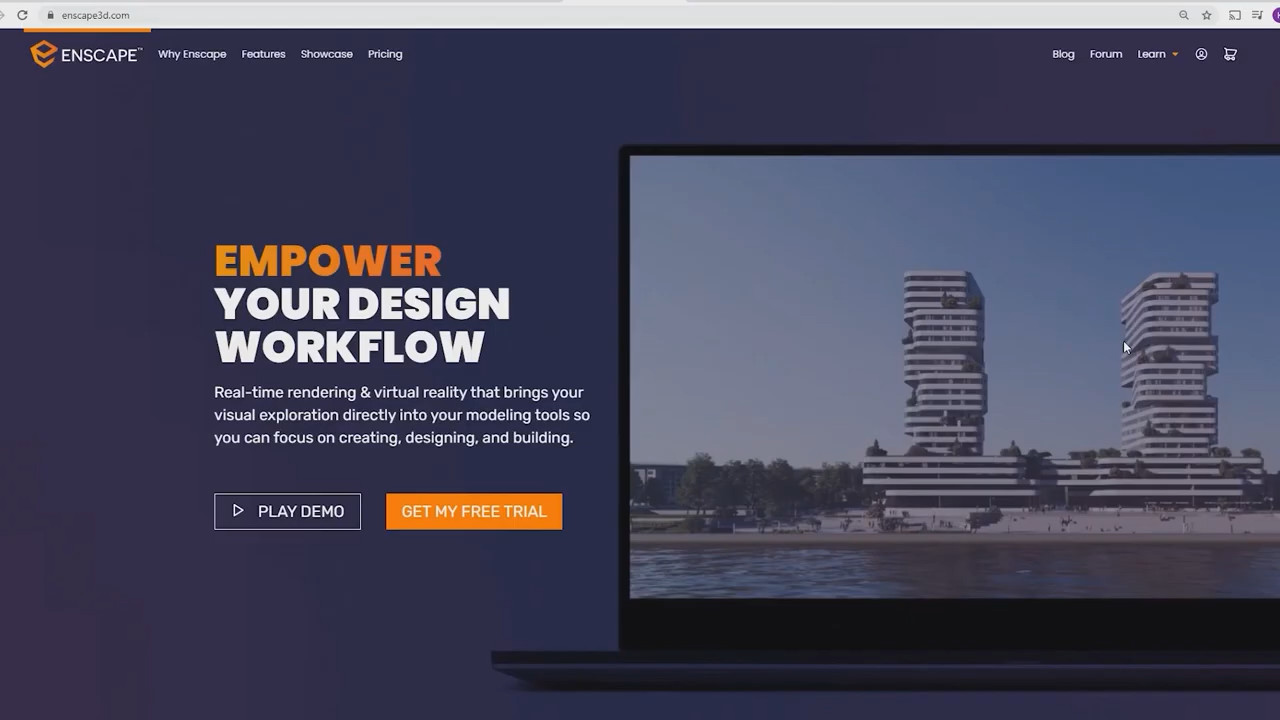 enscape3d.com
ENSCAPE™
Why Enscape Features Showcase Pricing
Blog Forum Learn
EMPOWER
YOUR DESIGN
WORKFLOW
Real-time rendering & virtual reality that brings your
visual exploration directly into your modeling tools so
you can focus on creating, designing, and building.
PLAY DEMO
GET MY FREE TRIAL